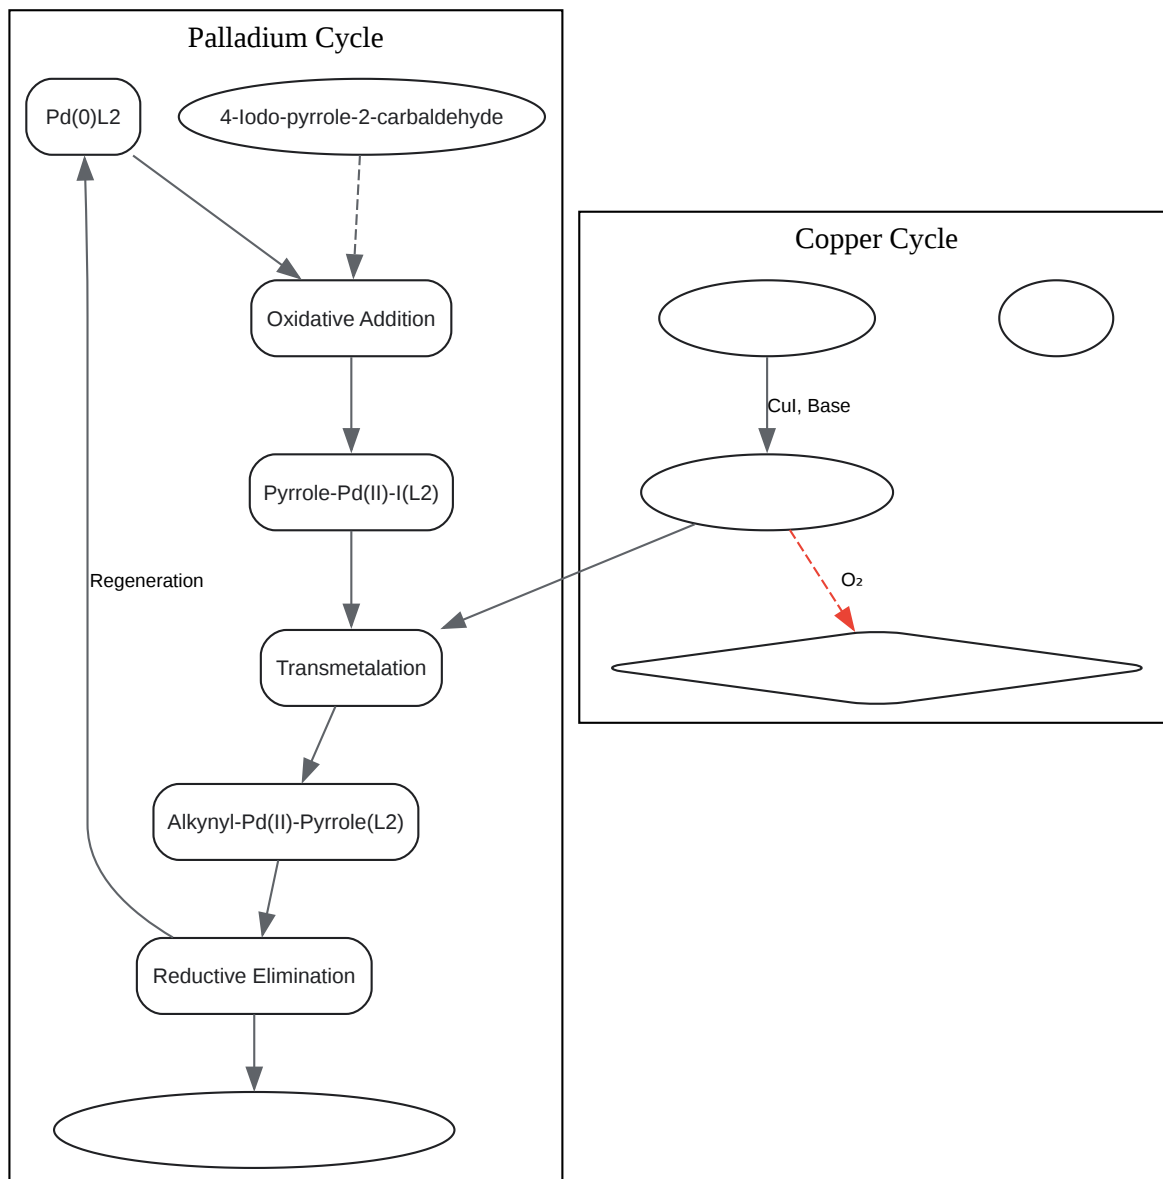 Palladium Cycle
Pd(0)L2
4-Iodo-pyrrole-2-carbaldehyde
Copper Cycle
Oxidative Addition
CuI, Base
Pyrrole-Pd(II)-I(L2)
Regeneration
O₂
Transmetalation
Alkynyl-Pd(II)-Pyrrole(L2)
Reductive Elimination